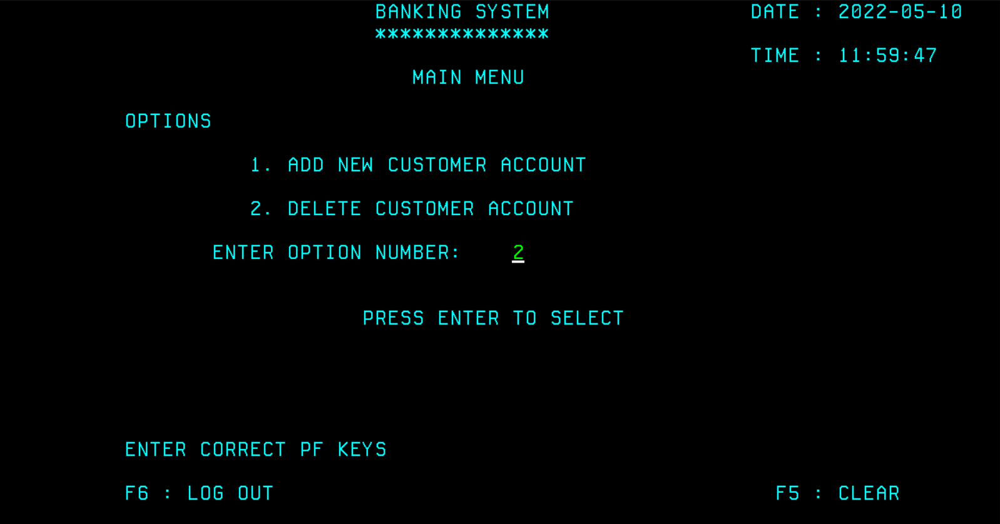 BANKING SYSTEM DATE : 2022-05-10
**************
TIME : 11:59:47
MAIN MENU
OPTIONS
1. ADD NEW CUSTOMER ACCOUNT
2. DELETE CUSTOMER ACCOUNT
ENTER OPTION NUMBER: 2
PRESS ENTER TO SELECT
ENTER CORRECT PF KEYS
F6 : LOG OUT F5 : CLEAR